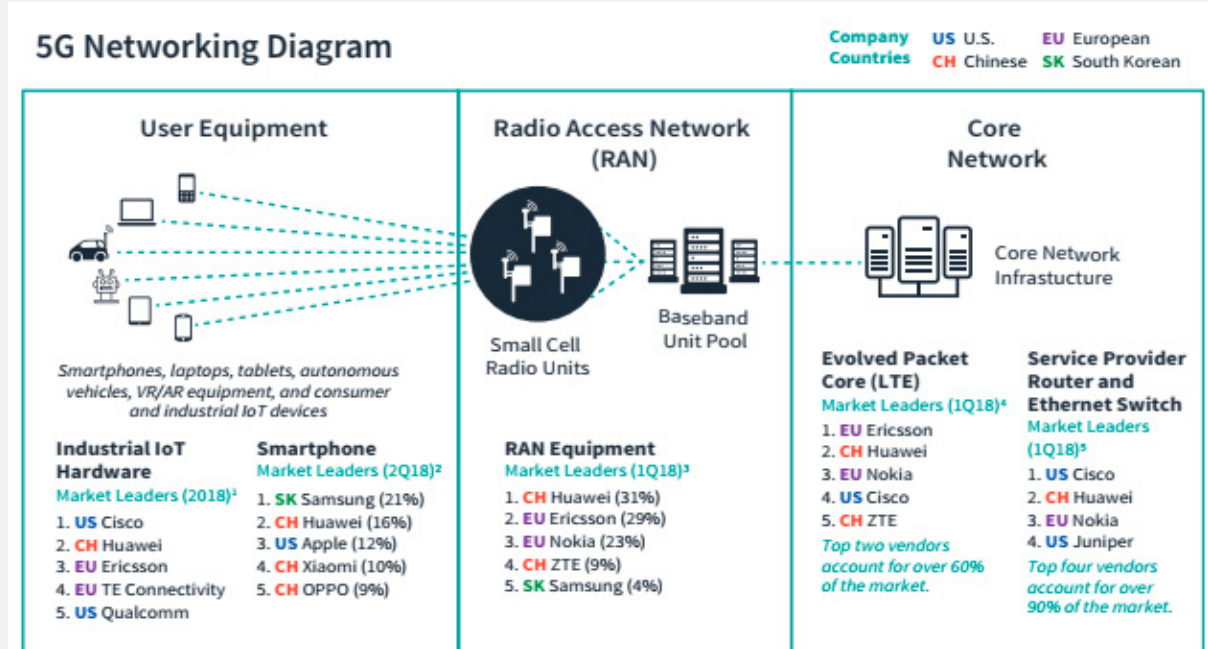 5G Networking Diagram
Company
Countries
US U.S.
EU European
CH Chinese
SK South Korean
User Equipment
Smartphones, laptops, tablets, autonomous
vehicles, VR/AR equipment, and consumer
and industrial IoT devices
Industrial IoT
Hardware
Market Leaders (2018)¹
1. US Cisco
2. CH Huawei
3. EU Ericsson
4. EU TE Connectivity
5. US Qualcomm
Smartphone
Market Leaders (2Q18)²
1. SK Samsung (21%)
2. CH Huawei (16%)
3. US Apple (12%)
4. CH Xiaomi (10%)
5. CH OPPO (9%)
Radio Access Network
(RAN)
Small Cell
Radio Units
Baseband
Unit Pool
RAN Equipment
Market Leaders (1Q18)³
1. CH Huawei (31%)
2. EU Ericsson (29%)
3. EU Nokia (23%)
4. CH ZTE (9%)
5. SK Samsung (4%)
Core
Network
Core Network
Infrastucture
Evolved Packet
Core (LTE)
Market Leaders (1Q18)⁴
1. EU Ericsson
2. CH Huawei
3. EU Nokia
4. US Cisco
5. CH ZTE
Top two vendors
account for over 60%
of the market.
Service Provider
Router and
Ethernet Switch
Market Leaders
(1Q18)⁵
1. US Cisco
2. CH Huawei
3. EU Nokia
4. US Juniper
Top four vendors
account for over
90% of the market.